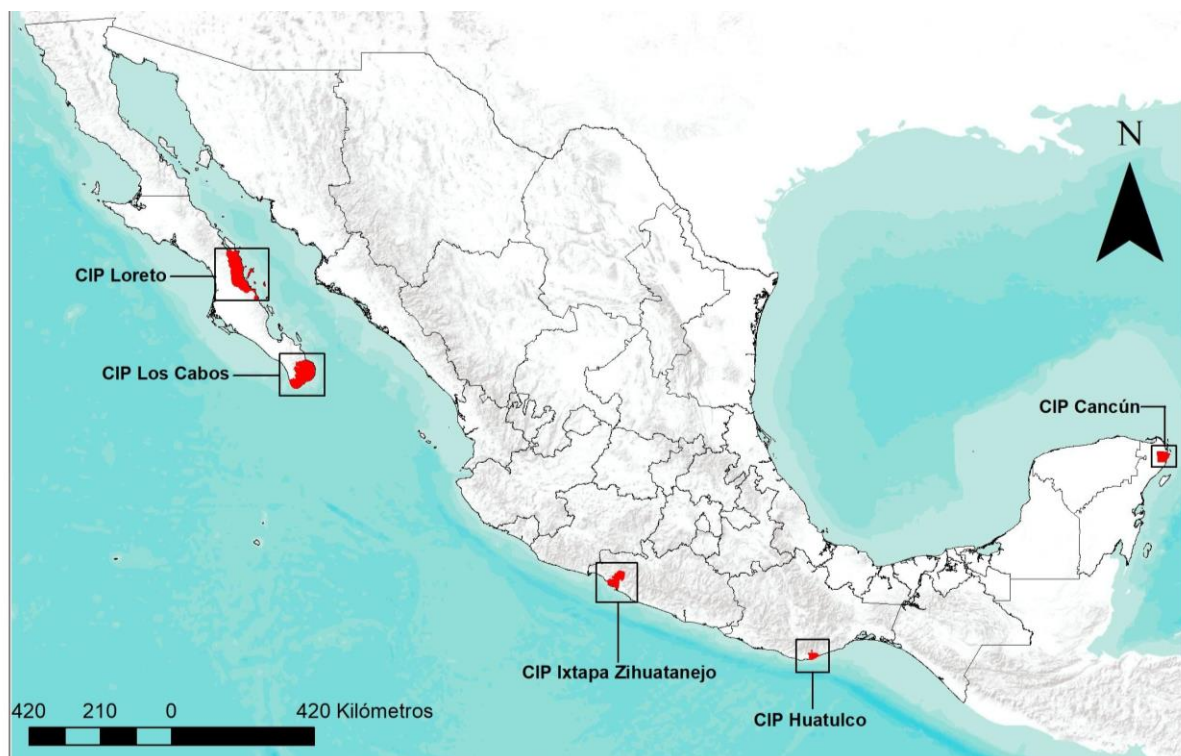 N
CIP Loreto
CIP Los Cabos
CIP Cancún
CIP Ixtapa Zihuatanejo
CIP Huatulco
420 210 0 420 Kilómetros